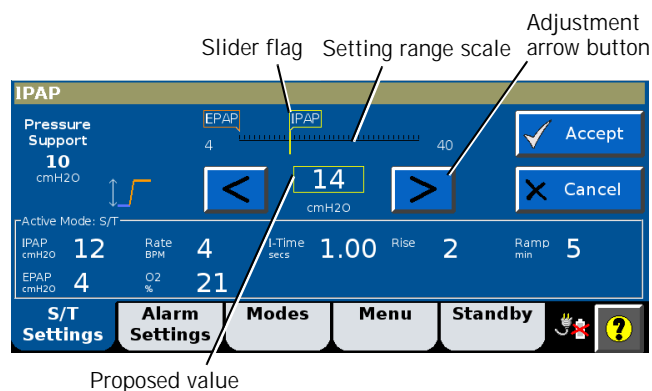 Adjustment
Slider flag Setting range scale arrow button
IPAP
Pressure
Support
10
cmH2O
EPAP IPAP
4 40
< 14 >
cmH2O
Accept
Cancel
Active Mode: S/T
IPAP cmH2O 12 Rate BPM 4 I-Time secs 1.00 Rise 2 Ramp min 5
EPAP cmH2O 4 O2 % 21
S/T Settings Alarm Settings Modes Menu Standby ?
Proposed value